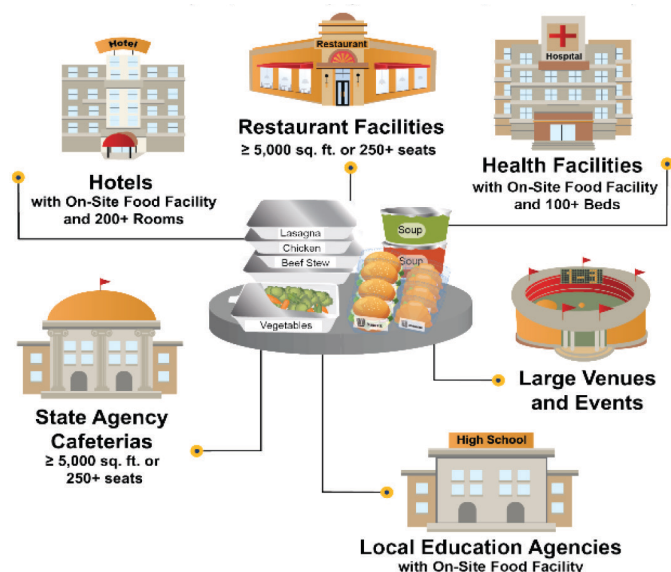 Hotel
Restaurant
Hospital
Restaurant Facilities
≥ 5,000 sq. ft. or 250+ seats
Hotels
with On-Site Food Facility
and 200+ Rooms
Health Facilities
with On-Site Food Facility
and 100+ Beds
Lasagna
Chicken
Beef Stew
Vegetables
Soup
Soup
State Agency
Cafeterias
≥ 5,000 sq. ft. or
250+ seats
Large Venues
and Events
High School
Local Education Agencies
with On-Site Food Facility